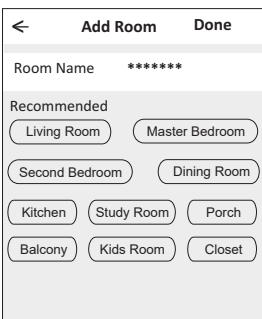 Add Room Done
Room Name *******
Recommended
Living Room Master Bedroom
Second Bedroom Dining Room
Kitchen Study Room Porch
Balcony Kids Room Closet